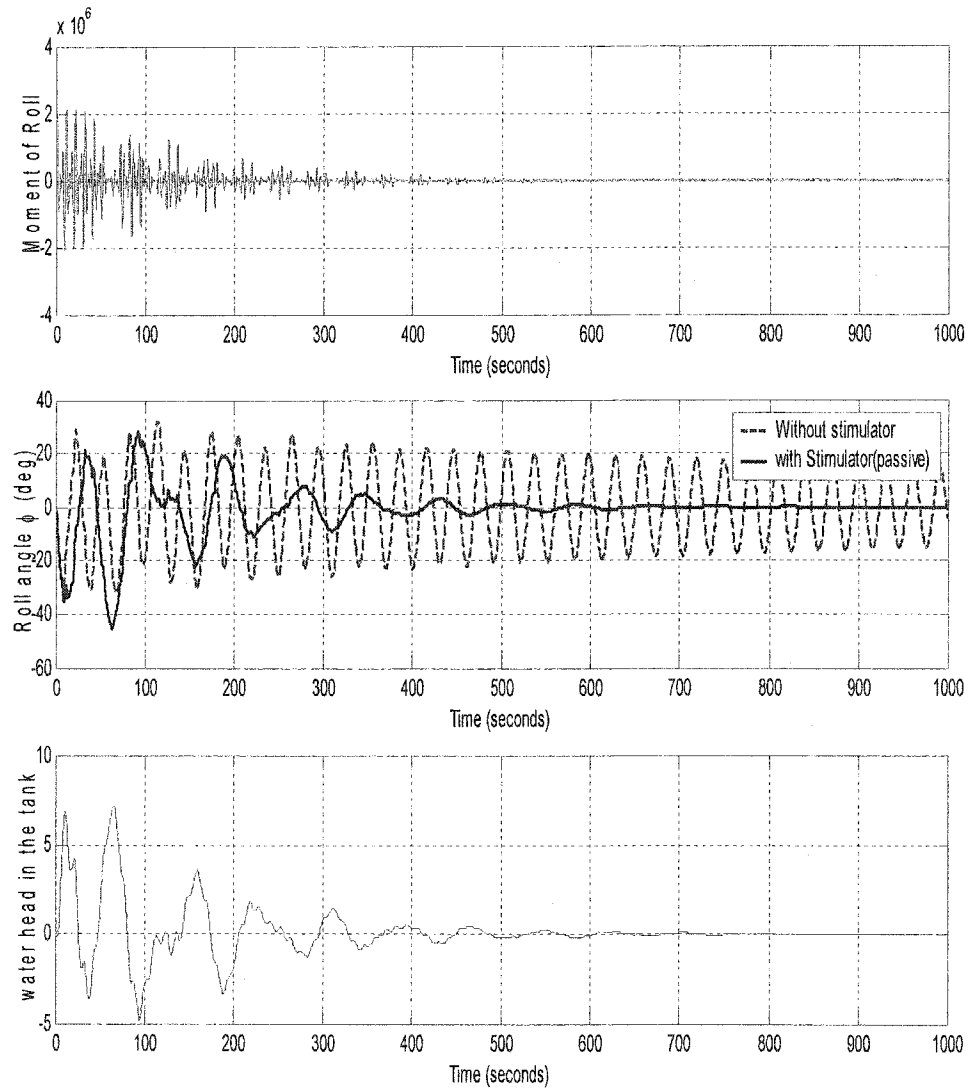 x 10^6
Moment of Roll
4
2
0
-2
-4
0 100 200 300 400 500 600 700 800 900 1000
Time (seconds)
Roll angle ϕ (deg)
40
20
0
-20
-40
-60
Without stimulator
with Stimulator(passive)
0 100 200 300 400 500 600 700 800 900 1000
Time (seconds)
water head in the tank
10
5
0
-5
0 100 200 300 400 500 600 700 800 900 1000
Time (seconds)